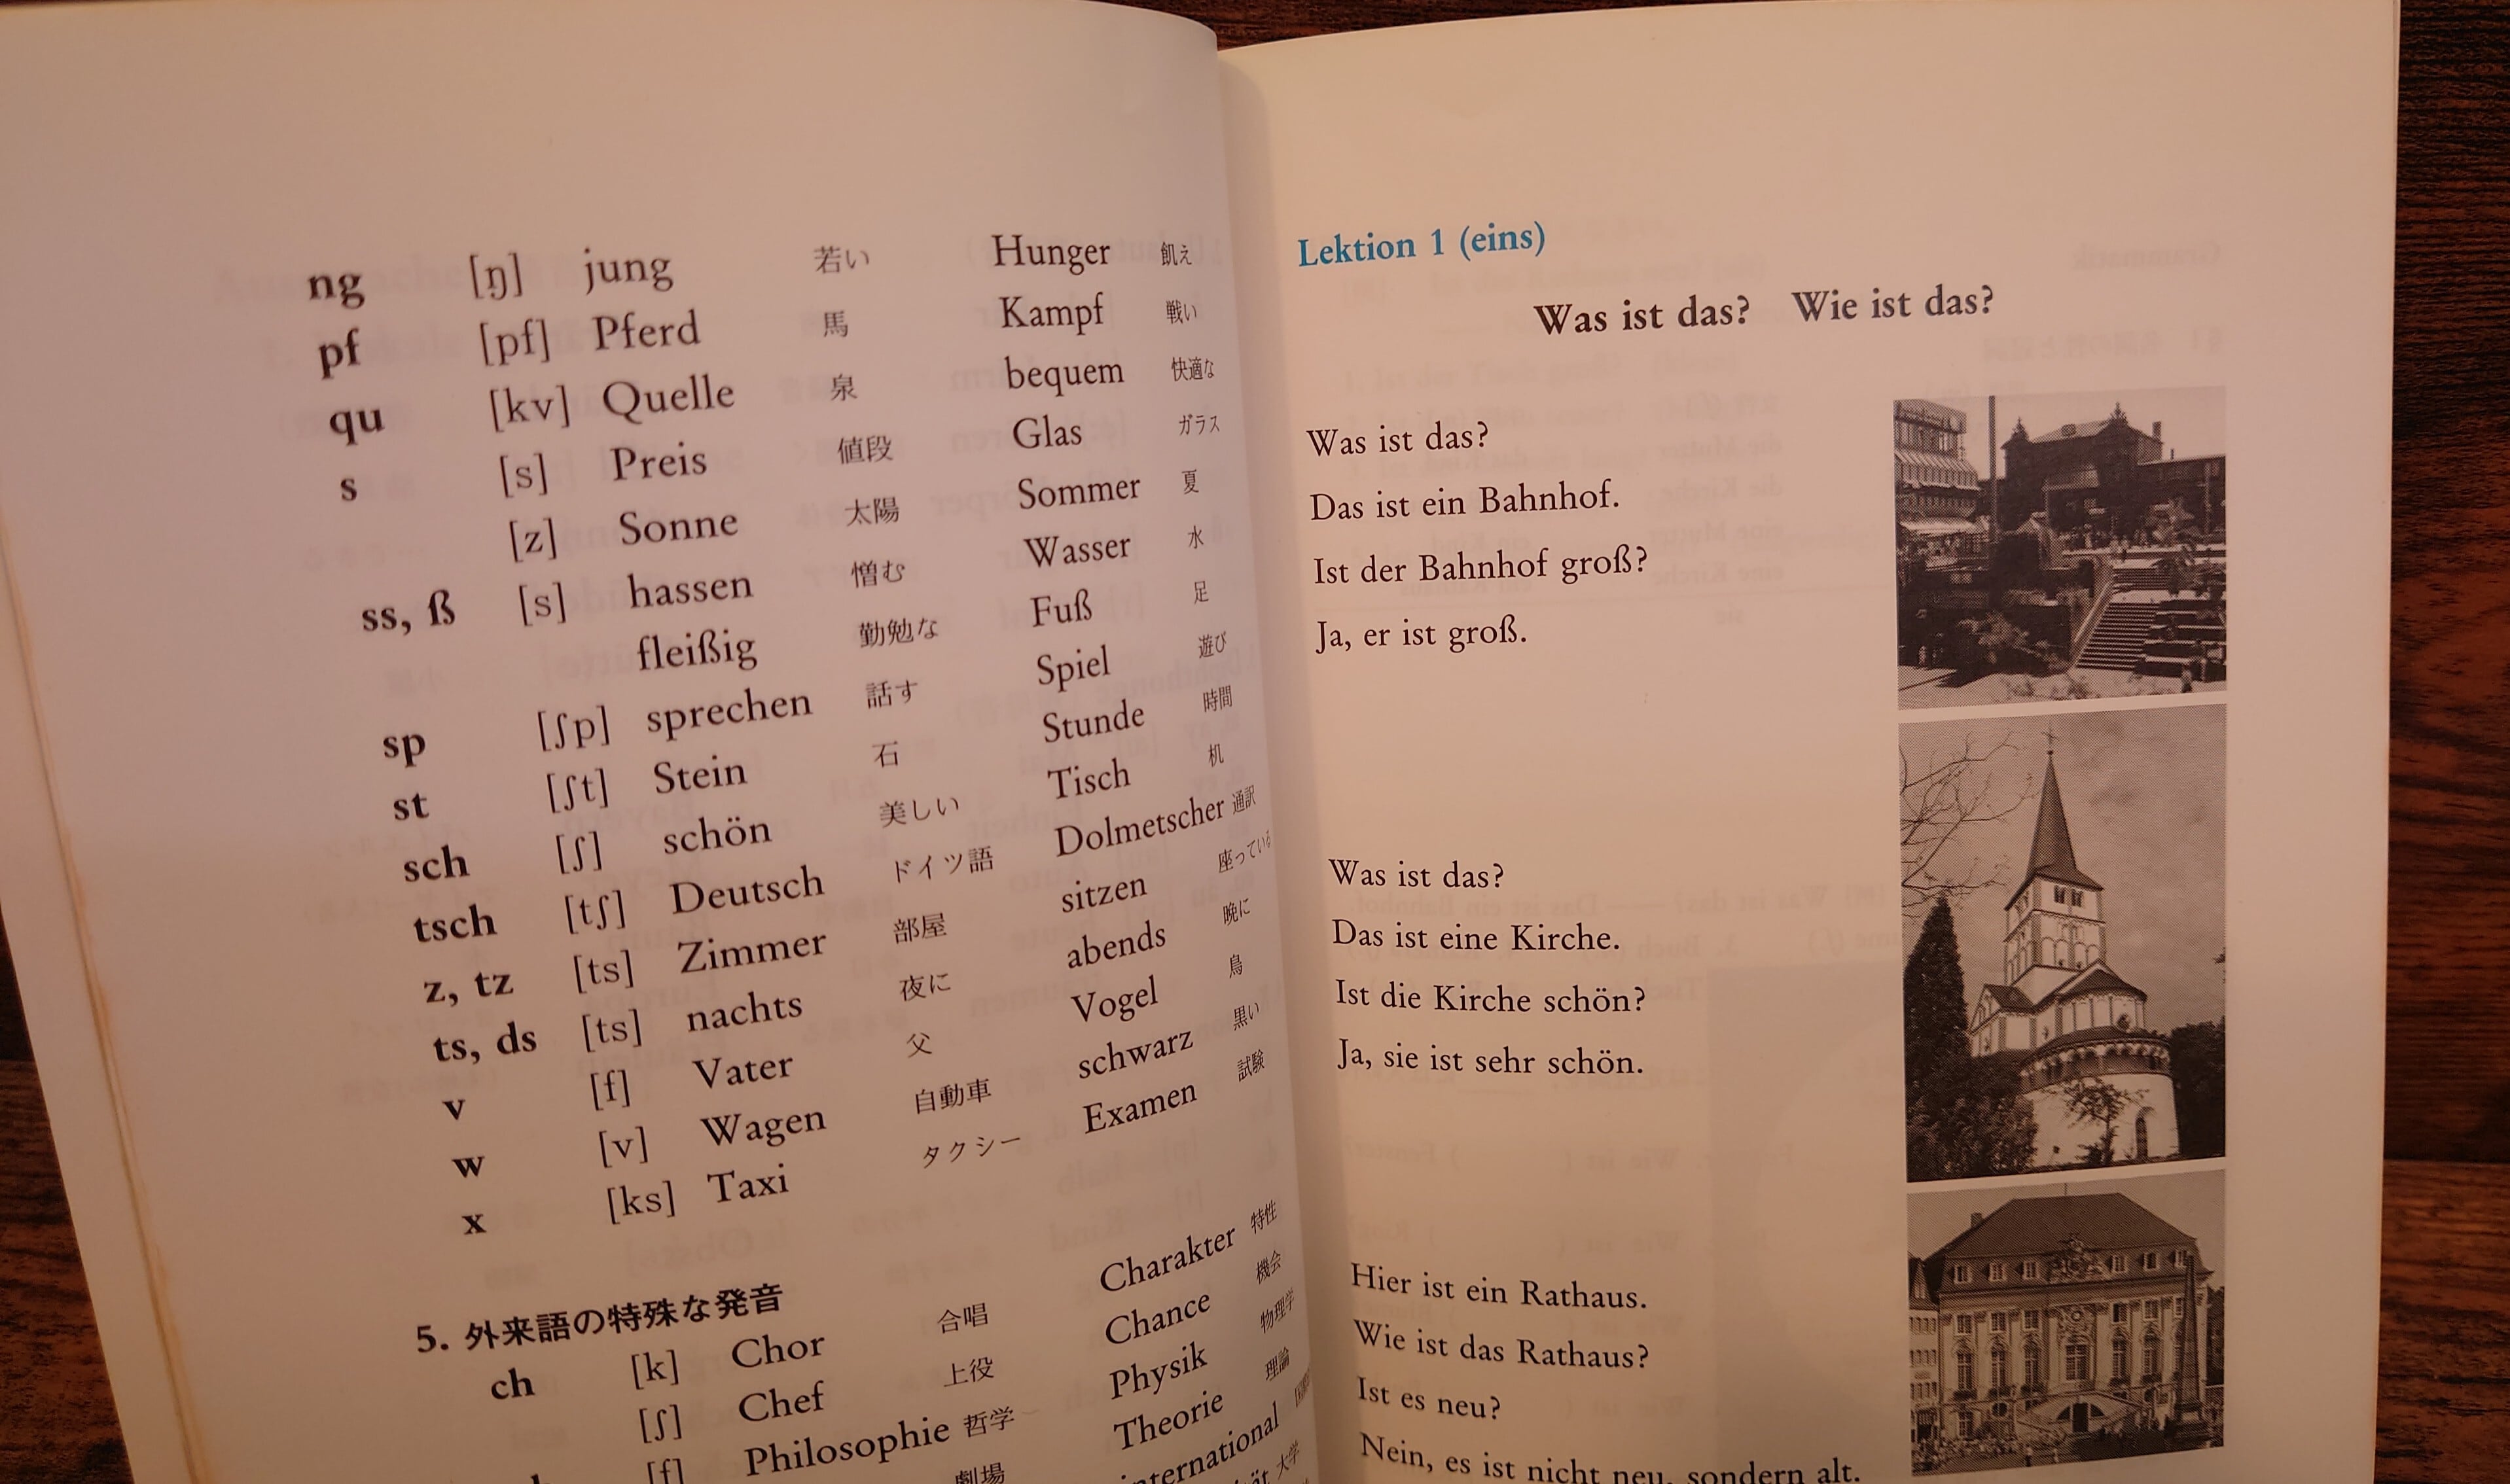 ng [ŋ] jung 若い Hunger 飢え
pf [pf] Pferd 馬 Kampf 戦い
qu [kv] Quelle 泉 bequem 快適な
s [s] Preis 値段 Glas ガラス
[z] Sonne 太陽 Sommer 夏
ss, ß [s] hassen 憎む Wasser 水
fleißig 勤勉な Fuß 足
sp [ʃp] sprechen 話す Spiel 遊び
st [ʃt] Stein 石 Stunde 時間
sch [ʃ] schön 美しい Tisch 机
tsch [tʃ] Deutsch ドイツ語 Dolmetscher 通訳
z, tz [ts] Zimmer 部屋 sitzen 座っている
ts, ds [ts] nachts 夜に abends 晩に
v [f] Vater 父 Vogel 鳥
w [v] Wagen 自動車 schwarz 黒い
x [ks] Taxi タクシー Examen 試験
5. 外来語の特殊な発音
ch [k] Chor 合唱 Charakter 特性
[ʃ] Chef 上役 Chance 機会
[f] Philosophie 哲学 Physik 物理学
劇場 Theorie 理論
international
大学
Lektion 1 (eins)
Was ist das? Wie ist das?
Was ist das?
Das ist ein Bahnhof.
Ist der Bahnhof groß?
Ja, er ist groß.
Was ist das?
Das ist eine Kirche.
Ist die Kirche schön?
Ja, sie ist sehr schön.
Hier ist ein Rathaus.
Wie ist das Rathaus?
Ist es neu?
Nein, es ist nicht neu, sondern alt.